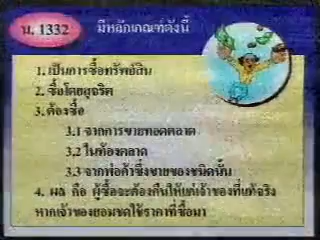 น. 1332
มีหลักเกณฑ์ดังนี้
1. เป็นการซื้อทรัพย์สิน
2. ซื้อโดยสุจริต
3. ต้องซื้อ
3.1 จากการขายทอดตลาด
3.2 ในท้องตลาด
3.3 จากพ่อค้าซึ่งขายของชนิดนั้น
4. ผล คือ ผู้ซื้อจะต้องคืนให้แก่เจ้าของที่แท้จริง
หากเจ้าของยอมชดใช้ราคาที่ซื้อมา